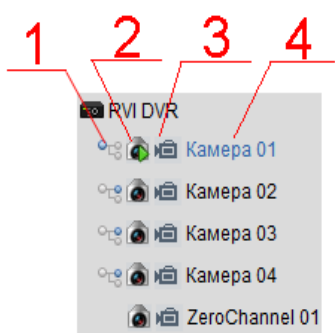 1 2 3 4
RVI DVR
Камера 01
Камера 02
Камера 03
Камера 04
ZeroChannel 01